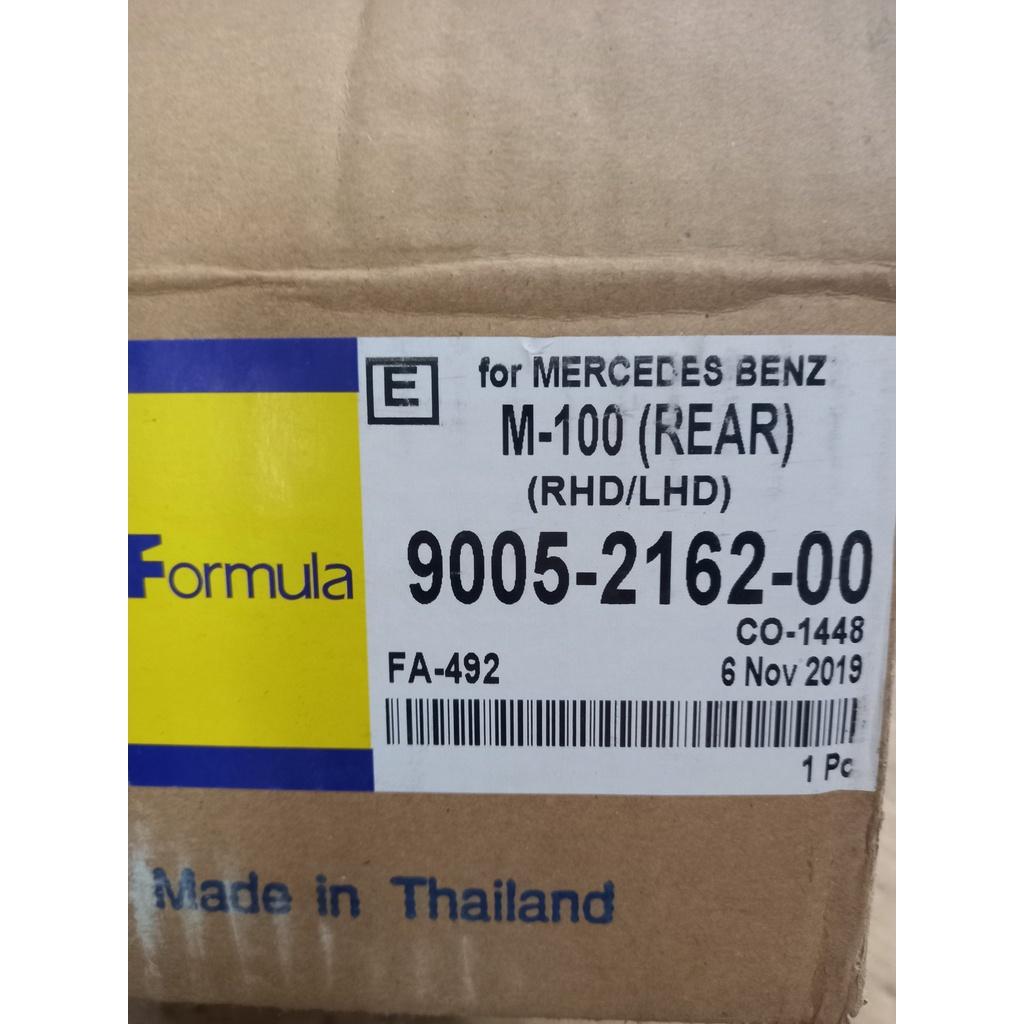 E
for MERCEDES BENZ
M-100 (REAR)
(RHD/LHD)
Formula
9005-2162-00
CO-1448
FA-492
6 Nov 2019
1 Pc
Made in Thailand